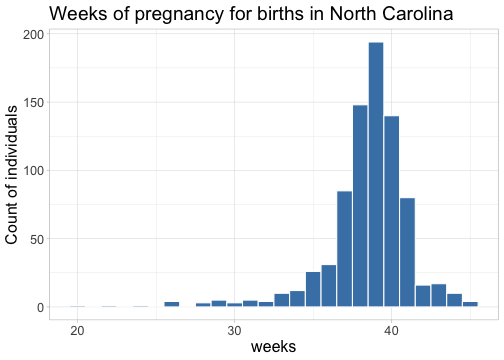 Weeks of pregnancy for births in North Carolina
Count of individuals
200
150
100
50
0
20 30 40
weeks